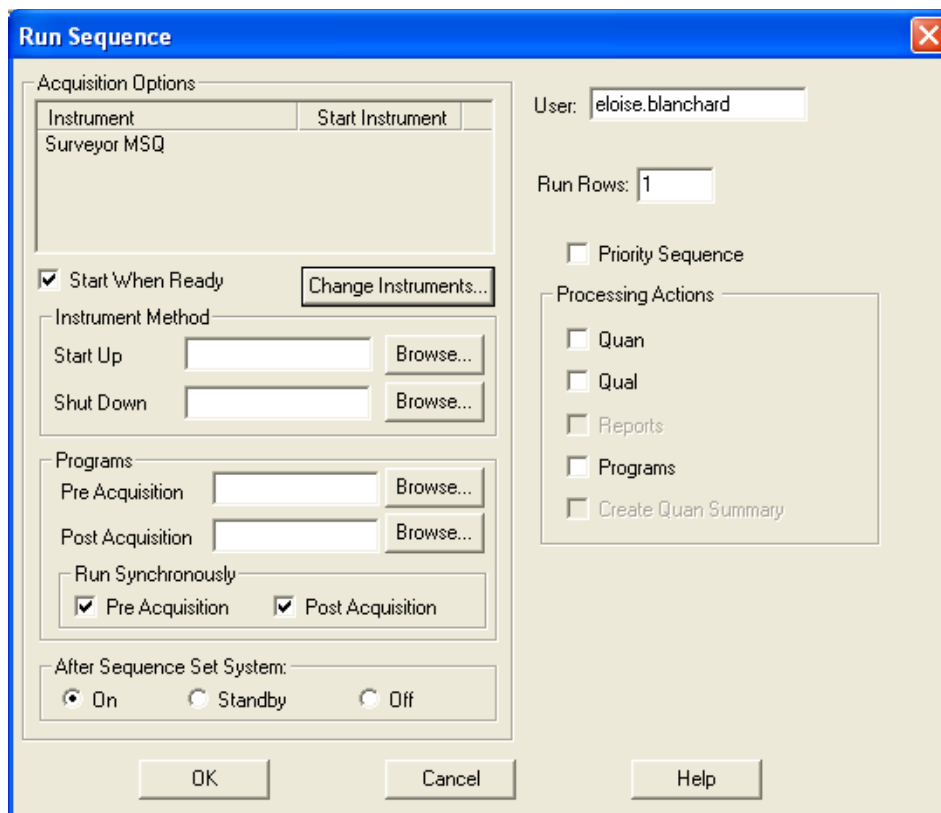 Run Sequence
Acquisition Options
Instrument Start Instrument
Surveyor MSQ
Start When Ready
Change Instruments...
Instrument Method
Start Up
Browse...
Shut Down
Browse...
Programs
Pre Acquisition
Browse...
Post Acquisition
Browse...
Run Synchronously
Pre Acquisition
Post Acquisition
After Sequence Set System:
On
Standby
Off
User: eloise.blanchard
Run Rows: 1
Priority Sequence
Processing Actions
Quan
Qual
Reports
Programs
Create Quan Summary
OK
Cancel
Help